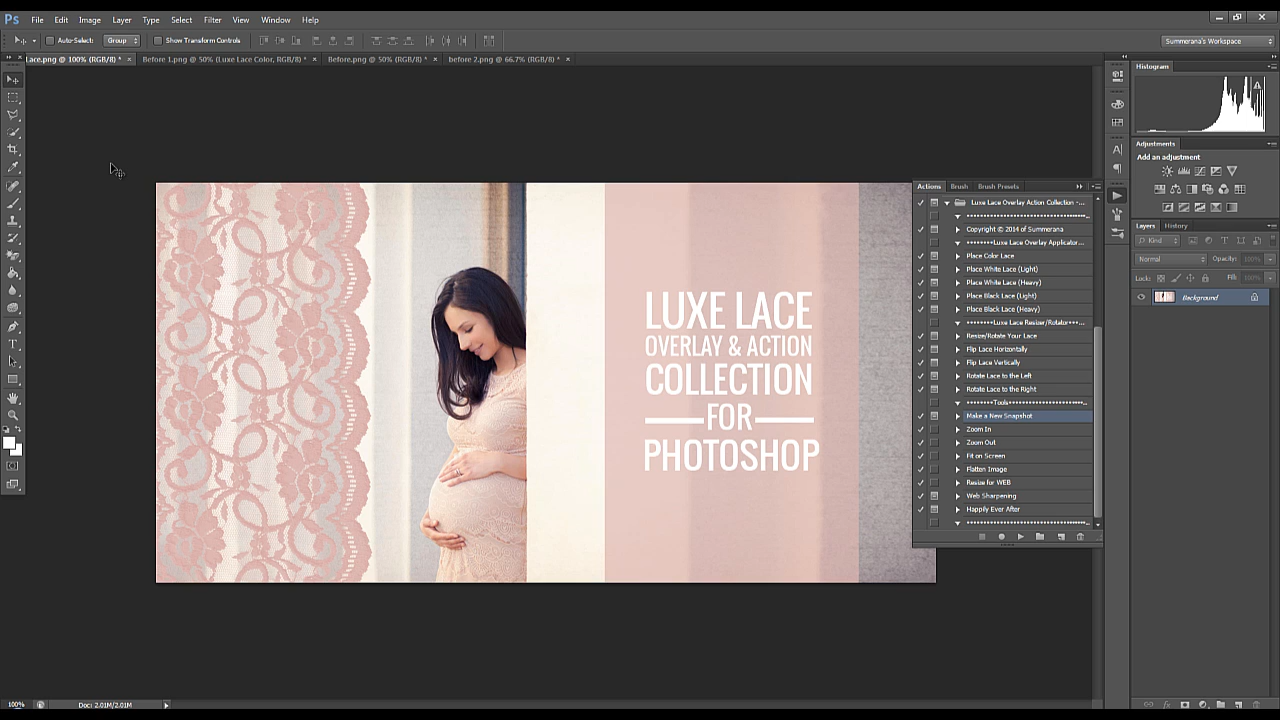 Ps File Edit Image Layer Type Select Filter View Window Help
Auto-Select: Group Show Transform Controls Summerana's Workspace
Lace.png @ 100% (RGB/8) * × Before 1.png @ 50% (Luxe Lace Color, RGB/8) * × Before.png @ 50% (RGB/8) * × before 2.png @ 66.7% (RGB/8) * ×
Histogram
Adjustments
Add an adjustment
Layers History
Kind
Normal Opacity: 100%
Lock: Fill: 100%
Background
Actions Brush Brush Presets
Luxe Lace Overlay Action Collection -...
Copyright © 2014 of Summerana
********Luxe Lace Overlay Applicator...
Place Color Lace
Place White Lace (Light)
Place White Lace (Heavy)
Place Black Lace (Light)
Place Black Lace (Heavy)
********Luxe Lace Resizer/Rotator***...
Resize/Rotate Your Lace
Flip Lace Horizontally
Flip Lace Vertically
Rotate Lace to the Left
Rotate Lace to the Right
********Tools********************...
Make a New Snapshot
Zoom In
Zoom Out
Fit on Screen
Flatten Image
Resize for WEB
Web Sharpening
Happily Ever After
LUXE LACE
OVERLAY & ACTION
COLLECTION
FOR
PHOTOSHOP
100% Doc: 2.01M/2.01M